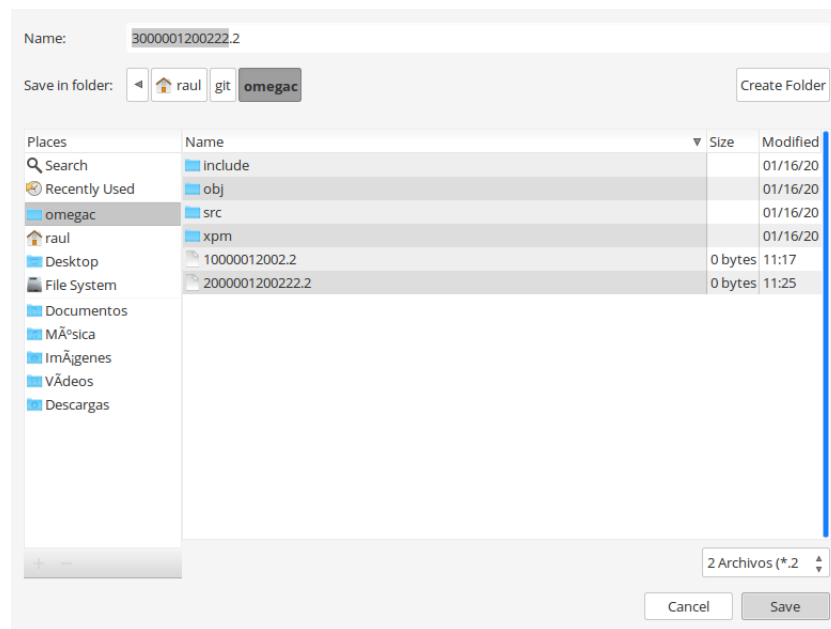 Name: 3000001200222.2
Save in folder: raul git omegac Create Folder
Places Name Size Modified
Search include 01/16/20
Recently Used obj 01/16/20
omegac src 01/16/20
raul xpm 01/16/20
Desktop 10000012002.2 0 bytes 11:17
File System 2000001200222.2 0 bytes 11:25
Documentos
MÃºsica
ImÃ¡genes
VÃdeos
Descargas
2 Archivos (*.2
Cancel Save